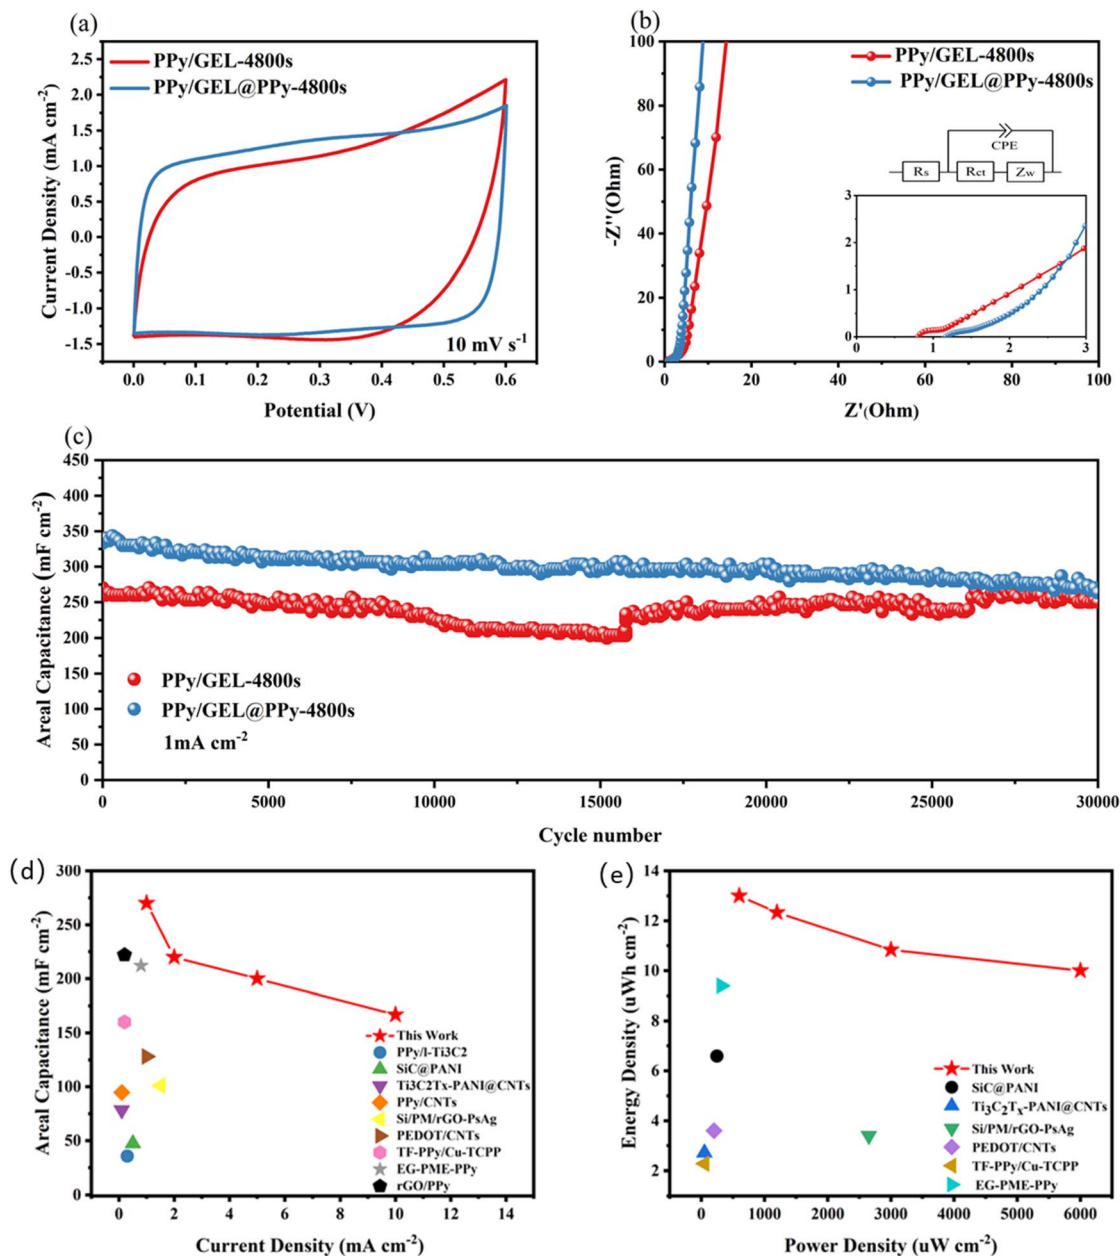 (a)
PPy/GEL-4800s
PPy/GEL@PPy-4800s
2.5
2.0
1.5
1.0
0.5
0.0
-0.5
-1.0
-1.5
10 mV s-1
0.0 0.1 0.2 0.3 0.4 0.5 0.6
Potential (V)
Current Density (mA cm-2)
(b)
PPy/GEL-4800s
PPy/GEL@PPy-4800s
100
80
60
40
20
0
-Z''(Ohm)
CPE
Rs Rct Zw
3
2
1
0
0 1 2 3
0 20 40 60 80 100
Z'(Ohm)
(c)
450
400
350
300
250
200
150
100
50
0
Areal Capacitance (mF cm-2)
PPy/GEL-4800s
PPy/GEL@PPy-4800s
1mA cm-2
0 5000 10000 15000 20000 25000 30000
Cycle number
(d)
300
250
200
150
100
50
0
Areal Capacitance (mF cm-2)
This Work
PPy/l-Ti3C2
SiC@PANI
Ti3C2Tx-PANI@CNTs
PPy/CNTs
Si/PM/rGO-PsAg
PEDOT/CNTs
TF-PPy/Cu-TCPP
EG-PME-PPy
rGO/PPy
0 2 4 6 8 10 12 14
Current Density (mA cm-2)
(e)
14
12
10
8
6
4
2
Energy Density (uWh cm-2)
This Work
SiC@PANI
Ti3C2Tx-PANI@CNTs
Si/PM/rGO-PsAg
PEDOT/CNTs
TF-PPy/Cu-TCPP
EG-PME-PPy
0 1000 2000 3000 4000 5000 6000
Power Density (uW cm-2)